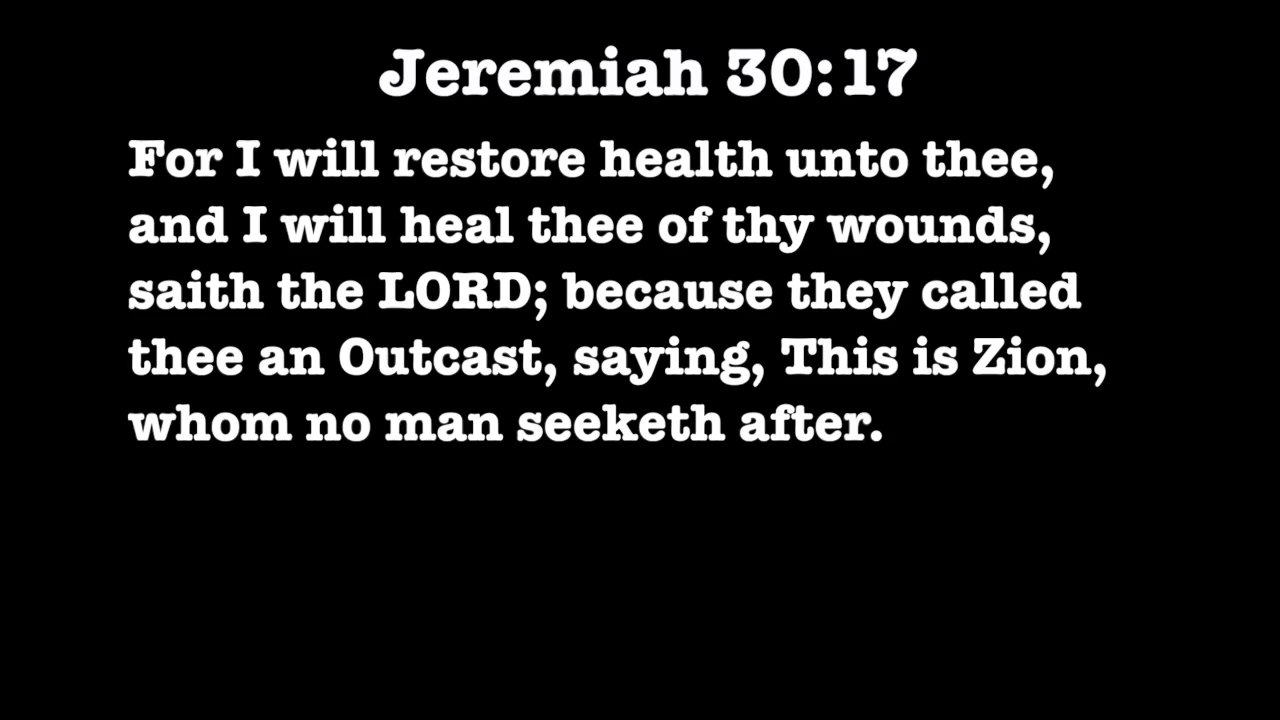 Jeremiah 30:17
For I will restore health unto thee,
and I will heal thee of thy wounds,
saith the LORD; because they called
thee an Outcast, saying, This is Zion,
whom no man seeketh after.